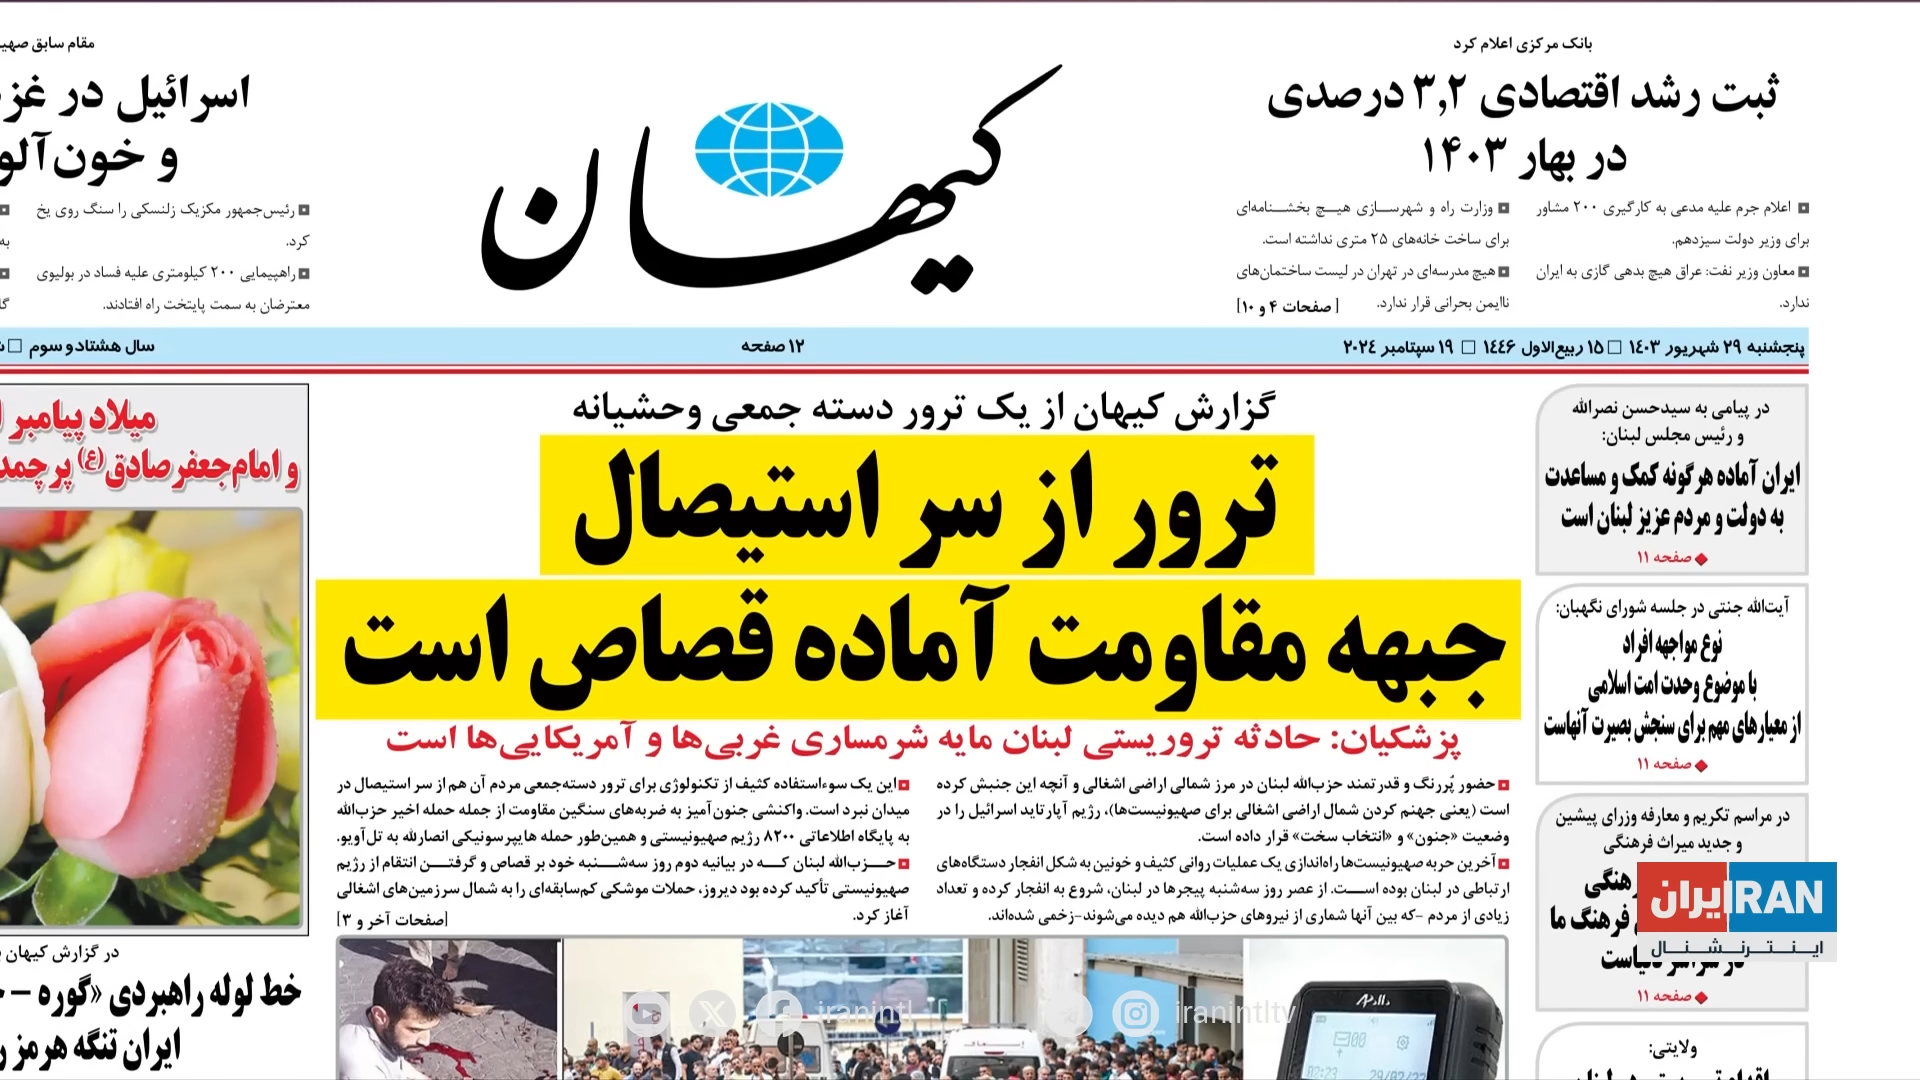 بانک مرکزی اعلام کرد
ثبت رشد اقتصادی ۳٫۲ درصدی
در بهار ۱۴۰۳
اعلام جرم علیه مدعی به کارگیری ۲۰۰ مشاور
برای وزیر دولت سیزدهم.
معاون وزیر نفت: عراق هیچ بدهی گازی به ایران
ندارد.
وزارت راه و شهرسازی هیچ بخشنامه‌ای
برای ساخت خانه‌های ۲۵ متری نداشته است.
هیچ مدرسه‌ای در تهران در لیست ساختمان‌های
ناایمن بحرانی قرار ندارد. [صفحات ۴ و ۱۰]
کیهان
مقام سابق
اسرائیل در
و خون‌
رئیس‌جمهور مکزیک زلنسکی را سنگ روی یخ
کرد.
راهپیمایی ۲۰۰ کیلومتری علیه فساد در بولیوی
معترضان به سمت پایتخت راه افتادند.
پنجشنبه ۲۹ شهریور ۱۴۰۳ □ ۱۵ ربیع‌الاول ۱۴۴۶ □ ۱۹ سپتامبر ۲۰۲۴
۱۲ صفحه
سال هشتاد و سوم □
در پیامی به سیدحسن نصرالله
و رئیس مجلس لبنان:
ایران آماده هرگونه کمک و مساعدت
به دولت و مردم عزیز لبنان است
صفحه ۱۱
آیت‌الله جنتی در جلسه شورای نگهبان:
نوع مواجهه افراد
با موضوع وحدت امت اسلامی
از معیارهای مهم برای سنجش بصیرت آنهاست
صفحه ۱۱
در مراسم تکریم و معارفه وزرای پیشین
و جدید میراث فرهنگی
فرهنگ ما
صفحه ۱۱
ولایتی:
گزارش کیهان از یک ترور دسته جمعی وحشیانه
ترور از سر استیصال
جبهه مقاومت آماده قصاص است
پزشکیان: حادثه تروریستی لبنان مایه شرمساری غربی‌ها و آمریکایی‌ها است
حضور پُررنگ و قدرتمند حزب‌الله لبنان در مرز شمالی اراضی اشغالی و آنچه این جنبش کرده
است (یعنی جهنم کردن شمال اراضی اشغالی برای صهیونیست‌ها)، رژیم آپارتاید اسرائیل را در
وضعیت «جنون» و «انتخاب سخت» قرار داده است.
آخرین حربه صهیونیست‌ها راه‌اندازی یک عملیات روانی کثیف و خونین به شکل انفجار دستگاه‌های
ارتباطی در لبنان بوده است. از عصر روز سه‌شنبه پیجرها در لبنان، شروع به انفجار کرده و تعداد
زیادی از مردم -که بین آنها شماری از نیروهای حزب‌الله هم دیده می‌شوند-زخمی شده‌اند.
این یک سوءاستفاده کثیف از تکنولوژی برای ترور دسته‌جمعی مردم آن هم از سر استیصال در
میدان نبرد است. واکنشی جنون‌آمیز به ضربه‌های سنگین مقاومت از جمله حمله اخیر حزب‌الله
به پایگاه اطلاعاتی ۸۲۰۰ رژیم صهیونیستی و همین‌طور حمله هایپرسونیکی انصارلله به تل‌آویو.
حزب‌الله لبنان که در بیانیه دوم روز سه‌شنبه خود بر قصاص و گرفتن انتقام از رژیم
صهیونیستی تأکید کرده بود دیروز، حملات موشکی کم‌سابقه‌ای را به شمال سرزمین‌های اشغالی
آغاز کرد. [صفحات آخر و ۳]
میلاد پیامبر
و امام‌جعفرصادق(ع)
در گزارش کیهان
خط لوله راهبردی «گوره -
ایران تنگه هرمز
Apollo
ایران IRAN
اینترنشنال
iranintl
iranintltv